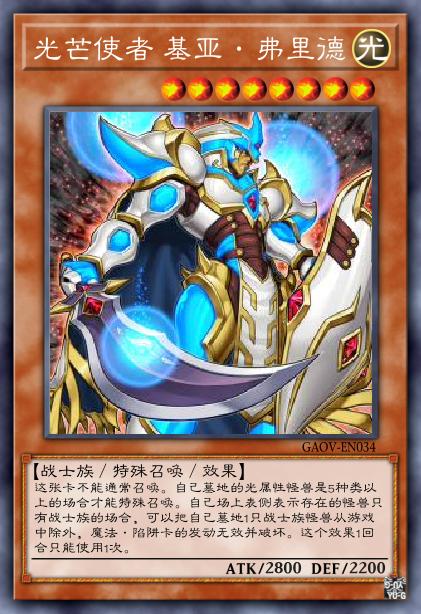 光芒使者 基亚·弗里德 光
GAOV-EN034
【战士族／特殊召唤／效果】
这张卡不能通常召唤。自己墓地的光属性怪兽是5种类以
上的场合才能特殊召唤。自己场上表侧表示存在的怪兽只
有战士族的场合，可以把自己墓地1只战士族怪兽从游戏
中除外，魔法·陷阱卡的发动无效并破坏。这个效果1回
合只能使用1次。
ATK/2800 DEF/2200